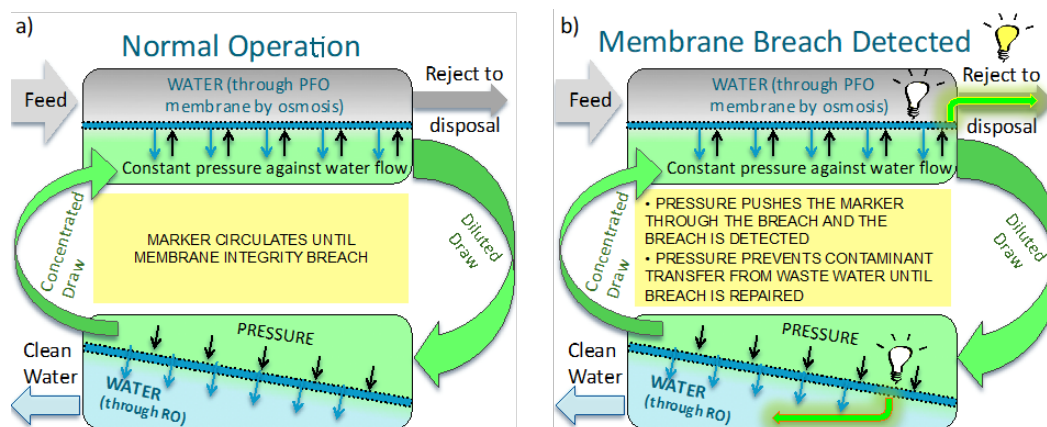 a)
Normal Operation
Feed
WATER (through PFO
membrane by osmosis)
Reject to
disposal
Constant pressure against water flow
Concentrated
Draw
MARKER CIRCULATES UNTIL
MEMBRANE INTEGRITY BREACH
Diluted
Draw
PRESSURE
Clean
Water
WATER
(through RO)
b)
Membrane Breach Detected
Feed
WATER (through PFO
membrane by osmosis)
Reject to
disposal
Constant pressure against water flow
Concentrated
Draw
• PRESSURE PUSHES THE MARKER
THROUGH THE BREACH AND THE
BREACH IS DETECTED
• PRESSURE PREVENTS CONTAMINANT
TRANSFER FROM WASTE WATER UNTIL
BREACH IS REPAIRED
Diluted
Draw
PRESSURE
Clean
Water
WATER
(through RO)